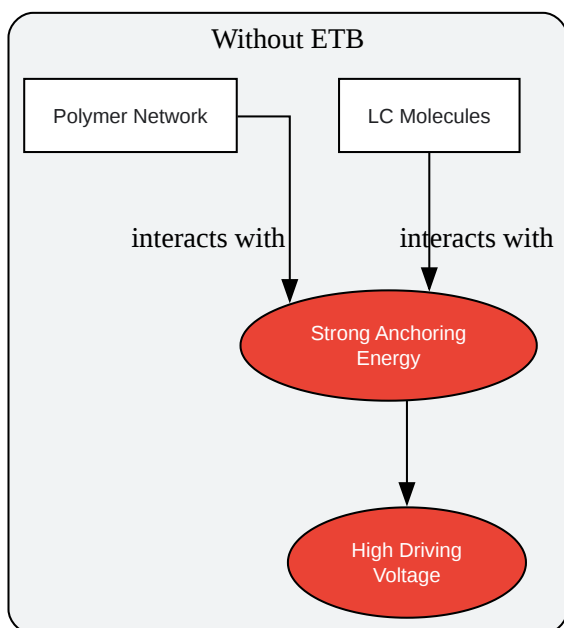 Without ETB
Polymer Network
LC Molecules
interacts with
interacts with
Strong Anchoring
Energy
High Driving
Voltage